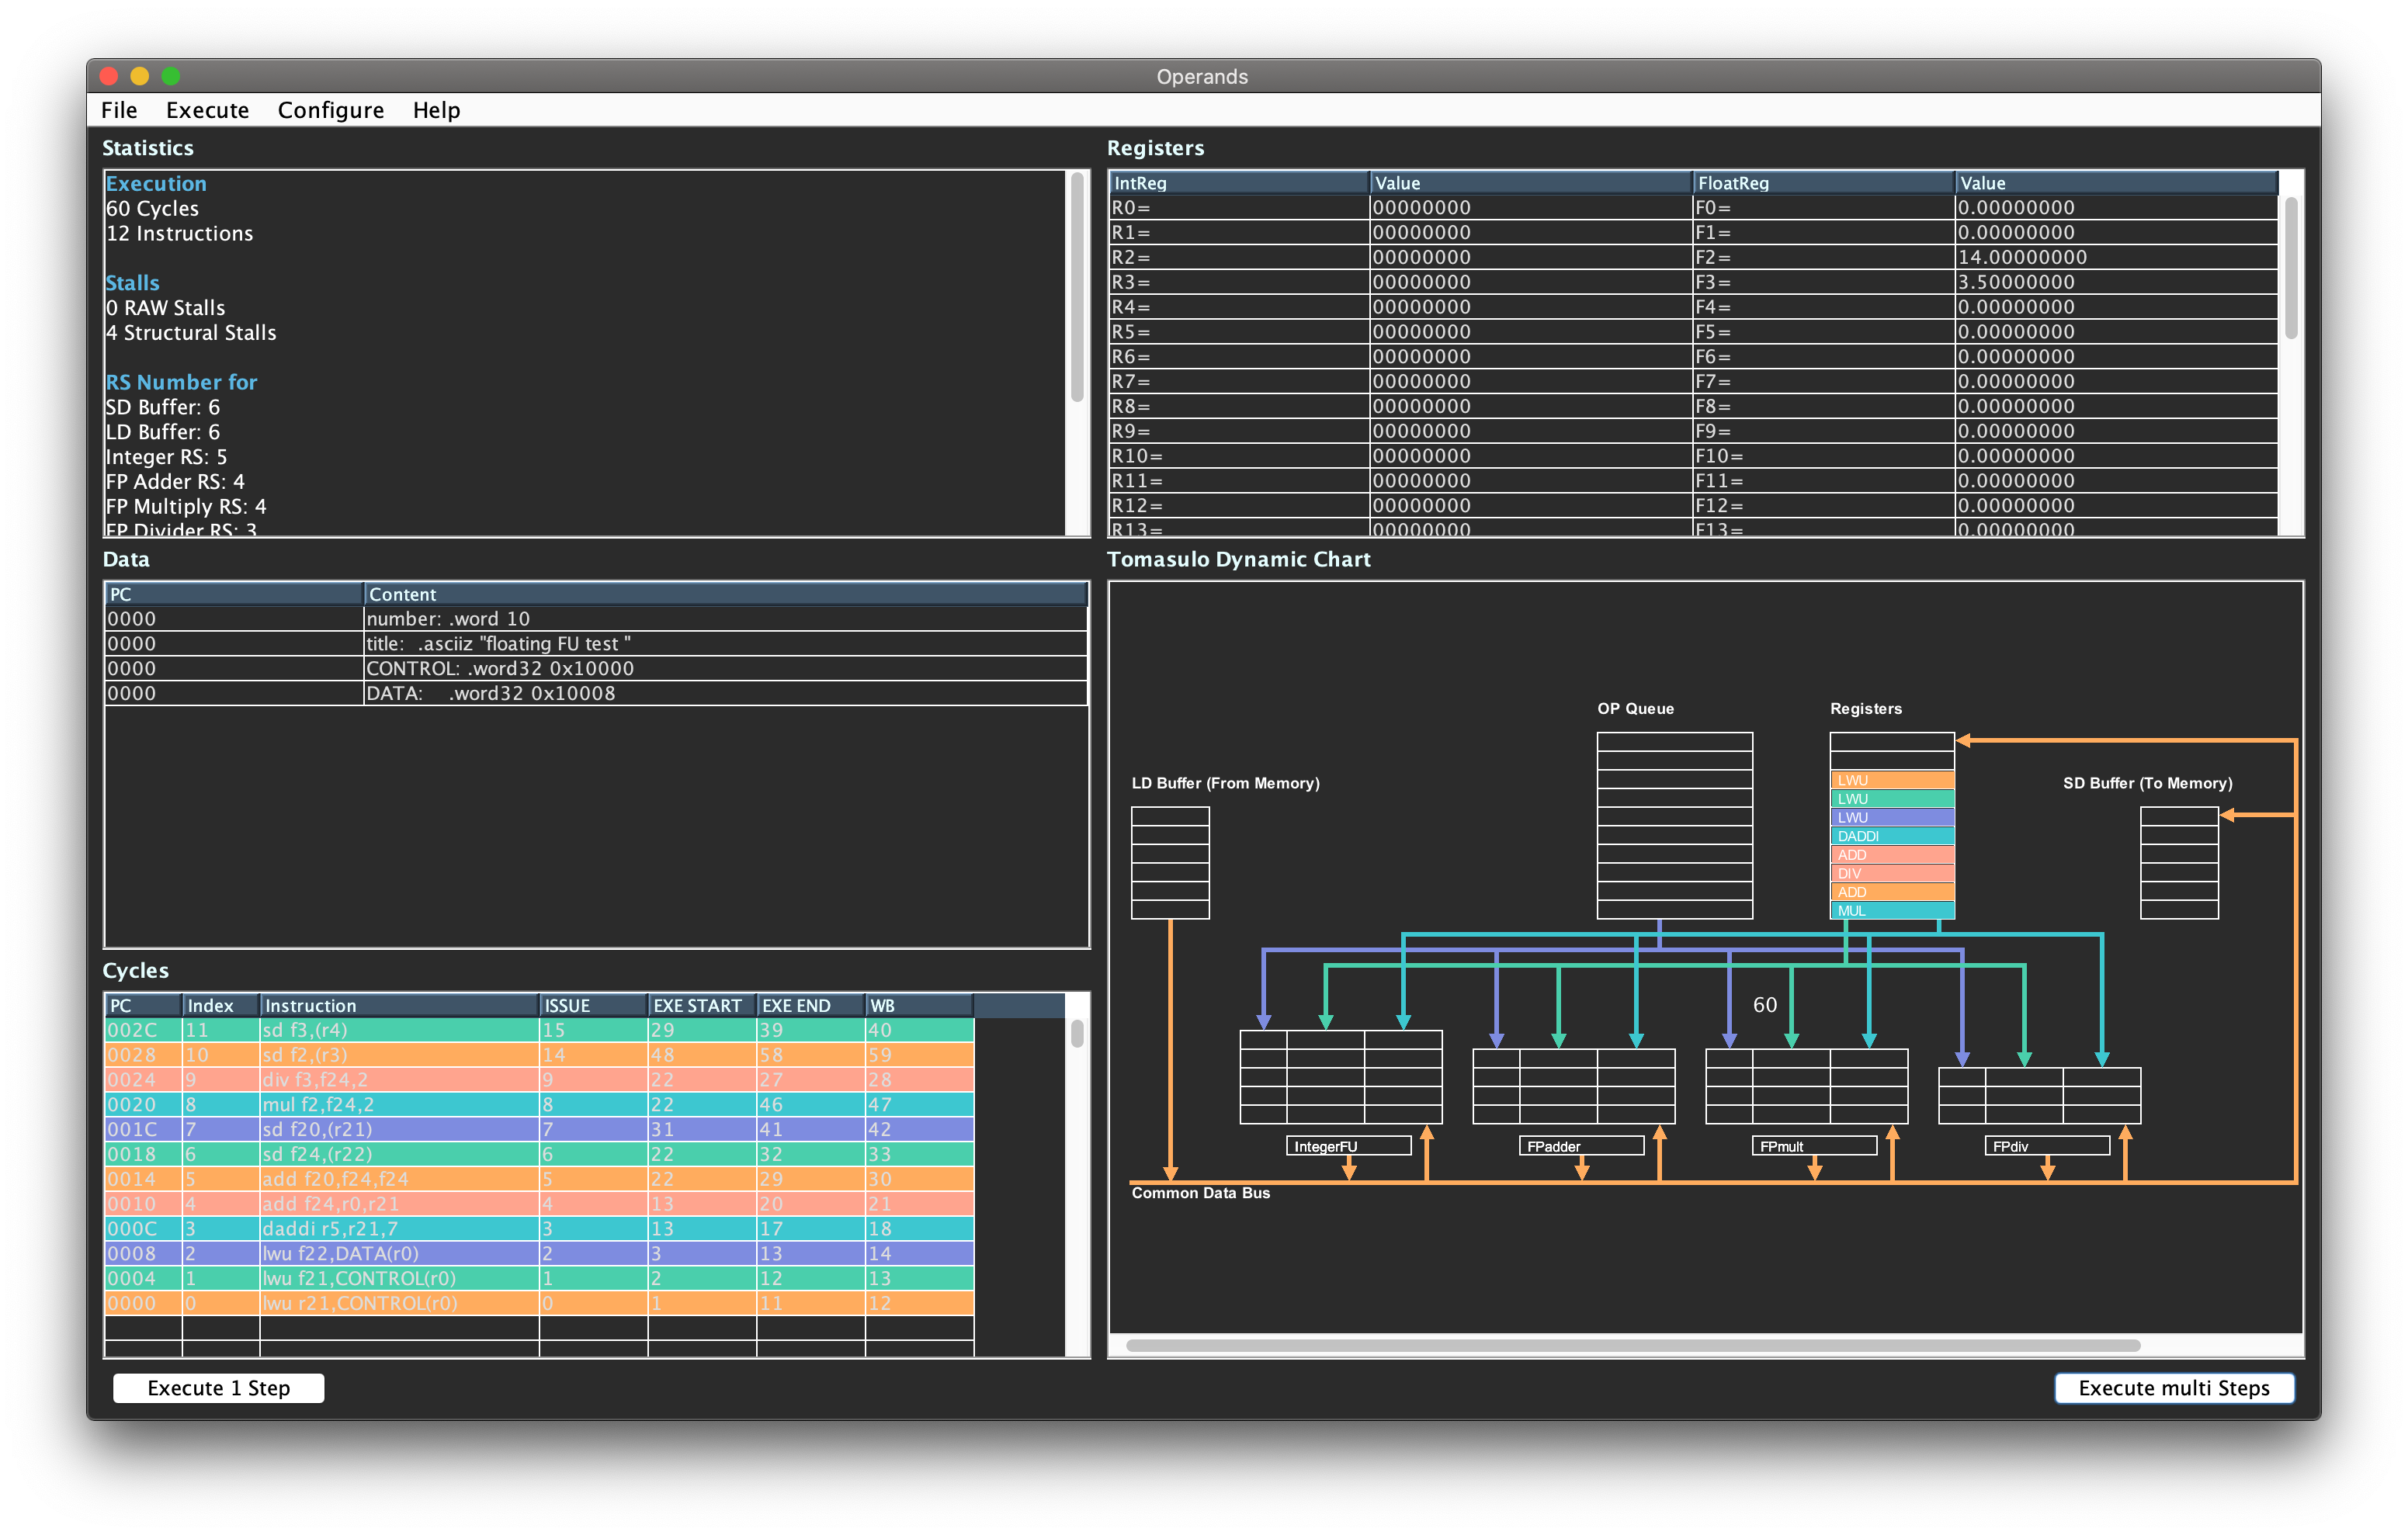 Operands
File Execute Configure Help
Statistics
Execution
60 Cycles
12 Instructions
Stalls
0 RAW Stalls
4 Structural Stalls
RS Number for
SD Buffer: 6
LD Buffer: 6
Integer RS: 5
FP Adder RS: 4
FP Multiply RS: 4
FP Divider RS: 3
Registers
IntReg Value FloatReg Value
R0= 00000000 F0= 0.00000000
R1= 00000000 F1= 0.00000000
R2= 00000000 F2= 14.00000000
R3= 00000000 F3= 3.50000000
R4= 00000000 F4= 0.00000000
R5= 00000000 F5= 0.00000000
R6= 00000000 F6= 0.00000000
R7= 00000000 F7= 0.00000000
R8= 00000000 F8= 0.00000000
R9= 00000000 F9= 0.00000000
R10= 00000000 F10= 0.00000000
R11= 00000000 F11= 0.00000000
R12= 00000000 F12= 0.00000000
R13= 00000000 F13= 0.00000000
Data
PC Content
0000 number: .word 10
0000 title: .asciiz "floating FU test "
0000 CONTROL: .word32 0x10000
0000 DATA: .word32 0x10008
Cycles
PC Index Instruction ISSUE EXE START EXE END WB
002C 11 sd f3,(r4) 15 29 39 40
0028 10 sd f2,(r3) 14 48 58 59
0024 9 div f3,f24,2 9 22 27 28
0020 8 mul f2,f24,2 8 22 46 47
001C 7 sd f20,(r21) 7 31 41 42
0018 6 sd f24,(r22) 6 22 32 33
0014 5 add f20,f24,f24 5 22 29 30
0010 4 add f24,r0,r21 4 13 20 21
000C 3 daddi r5,r21,7 3 13 17 18
0008 2 lwu f22,DATA(r0) 2 3 13 14
0004 1 lwu f21,CONTROL(r0) 1 2 12 13
0000 0 lwu r21,CONTROL(r0) 0 1 11 12
Tomasulo Dynamic Chart
OP Queue
Registers
LD Buffer (From Memory)
SD Buffer (To Memory)
LWU
LWU
LWU
DADDI
ADD
DIV
ADD
MUL
60
IntegerFU
FPadder
FPmult
FPdiv
Common Data Bus
Execute 1 Step
Execute multi Steps